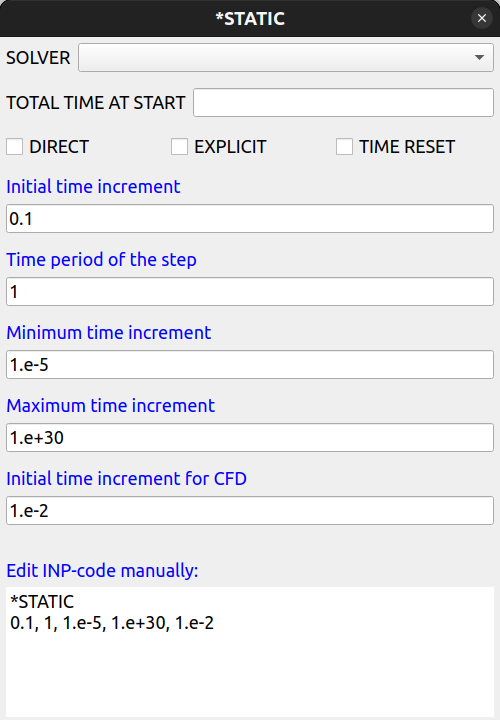 *STATIC
SOLVER
TOTAL TIME AT START
DIRECT EXPLICIT TIME RESET
Initial time increment
0.1
Time period of the step
1
Minimum time increment
1.e-5
Maximum time increment
1.e+30
Initial time increment for CFD
1.e-2
Edit INP-code manually:
*STATIC
0.1, 1, 1.e-5, 1.e+30, 1.e-2